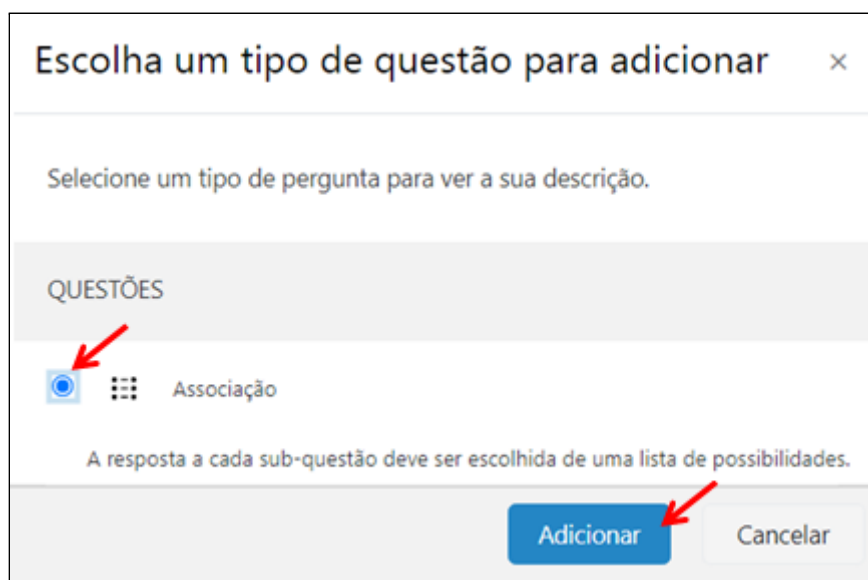 Escolha um tipo de questão para adicionar ×
Selecione um tipo de pergunta para ver a sua descrição.
QUESTÕES
Associação
A resposta a cada sub-questão deve ser escolhida de uma lista de possibilidades.
Adicionar Cancelar